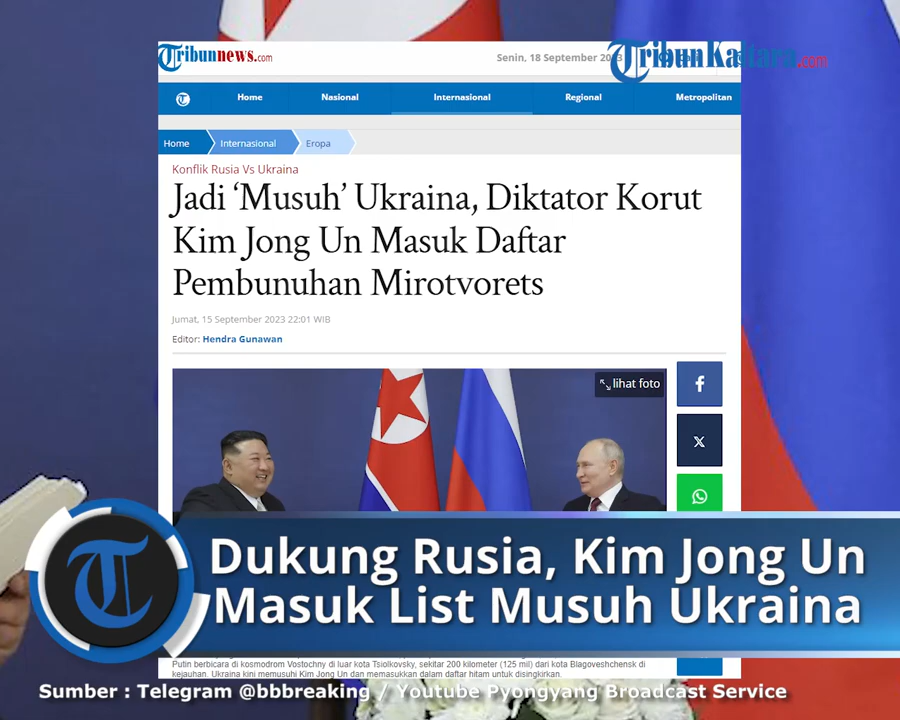 Tribunnews.com
Senin, 18 September 2023
TribunKaltara.com
Home
Nasional
Internasional
Regional
Metropolitan
Home
Internasional
Eropa
Konflik Rusia Vs Ukraina
Jadi ‘Musuh’ Ukraina, Diktator Korut
Kim Jong Un Masuk Daftar
Pembunuhan Mirotvorets
Jumat, 15 September 2023 22:01 WIB
Editor: Hendra Gunawan
lihat foto
Dukung Rusia, Kim Jong Un
Masuk List Musuh Ukraina
Putin berbicara di kosmodrom Vostochny di luar kota Tsiolkovsky, sekitar 200 kilometer (125 mil) dari kota Blagoveshchensk di
kejauhan. Ukraina kini memusuhi Kim Jong Un dan memasukkan dalam daftar hitam untuk disingkirkan.
Sumber : Telegram @bbbreaking / Youtube Pyongyang Broadcast Service